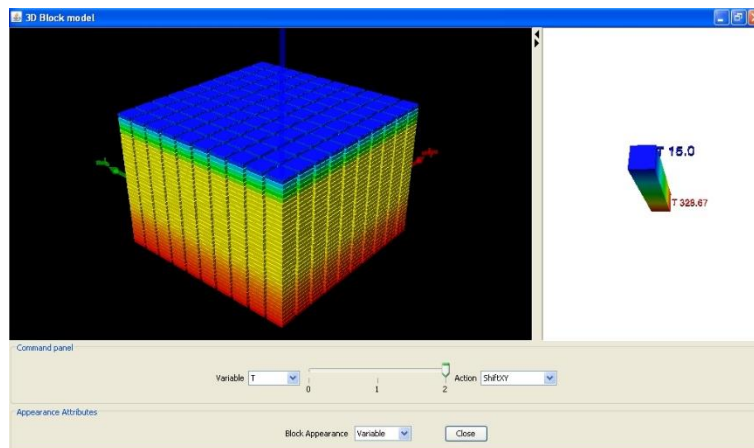 3D Block model
T 15.0
T 328.67
Command panel
Variable T 0 1 2 Action ShiftXY
Appearance Attributes
Block Appearance Variable Close